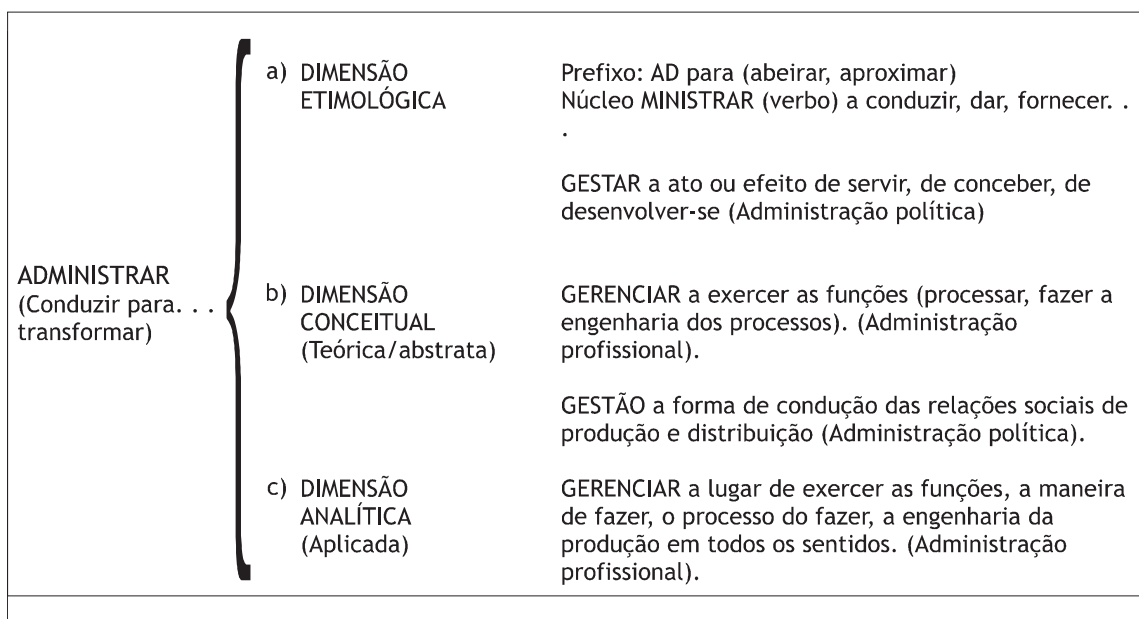 a) DIMENSÃO
ETIMOLÓGICA
Prefixo: AD para (abeirar, aproximar)
Núcleo MINISTRAR (verbo) a conduzir, dar, fornecer. .
.
GESTAR a ato ou efeito de servir, de conceber, de
desenvolver-se (Administração política)
ADMINISTRAR
(Conduzir para. . .
transformar)
b) DIMENSÃO
CONCEITUAL
(Teórica/abstrata)
GERENCIAR a exercer as funções (processar, fazer a
engenharia dos processos). (Administração
profissional).
GESTÃO a forma de condução das relações sociais de
produção e distribuição (Administração política).
c) DIMENSÃO
ANALÍTICA
(Aplicada)
GERENCIAR a lugar de exercer as funções, a maneira
de fazer, o processo do fazer, a engenharia da
produção em todos os sentidos. (Administração
profissional).